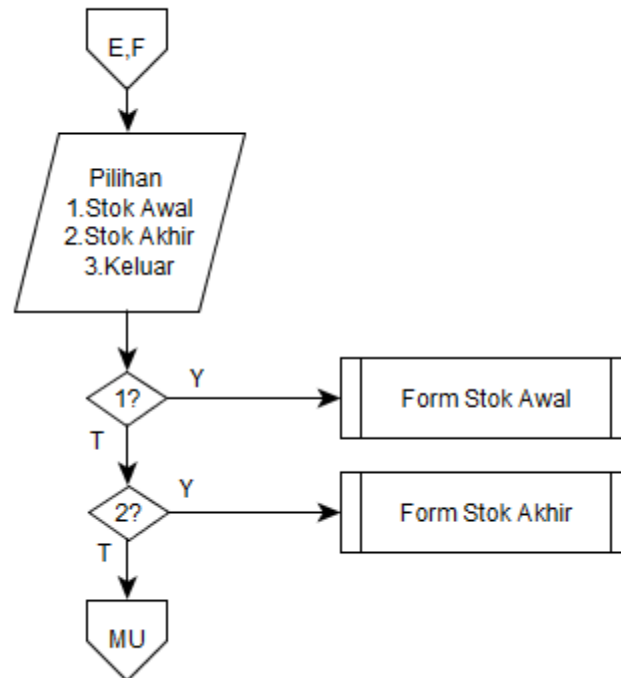 E,F
Pilihan
1.Stok Awal
2.Stok Akhir
3.Keluar
1?
Y
Form Stok Awal
T
2?
Y
Form Stok Akhir
T
MU